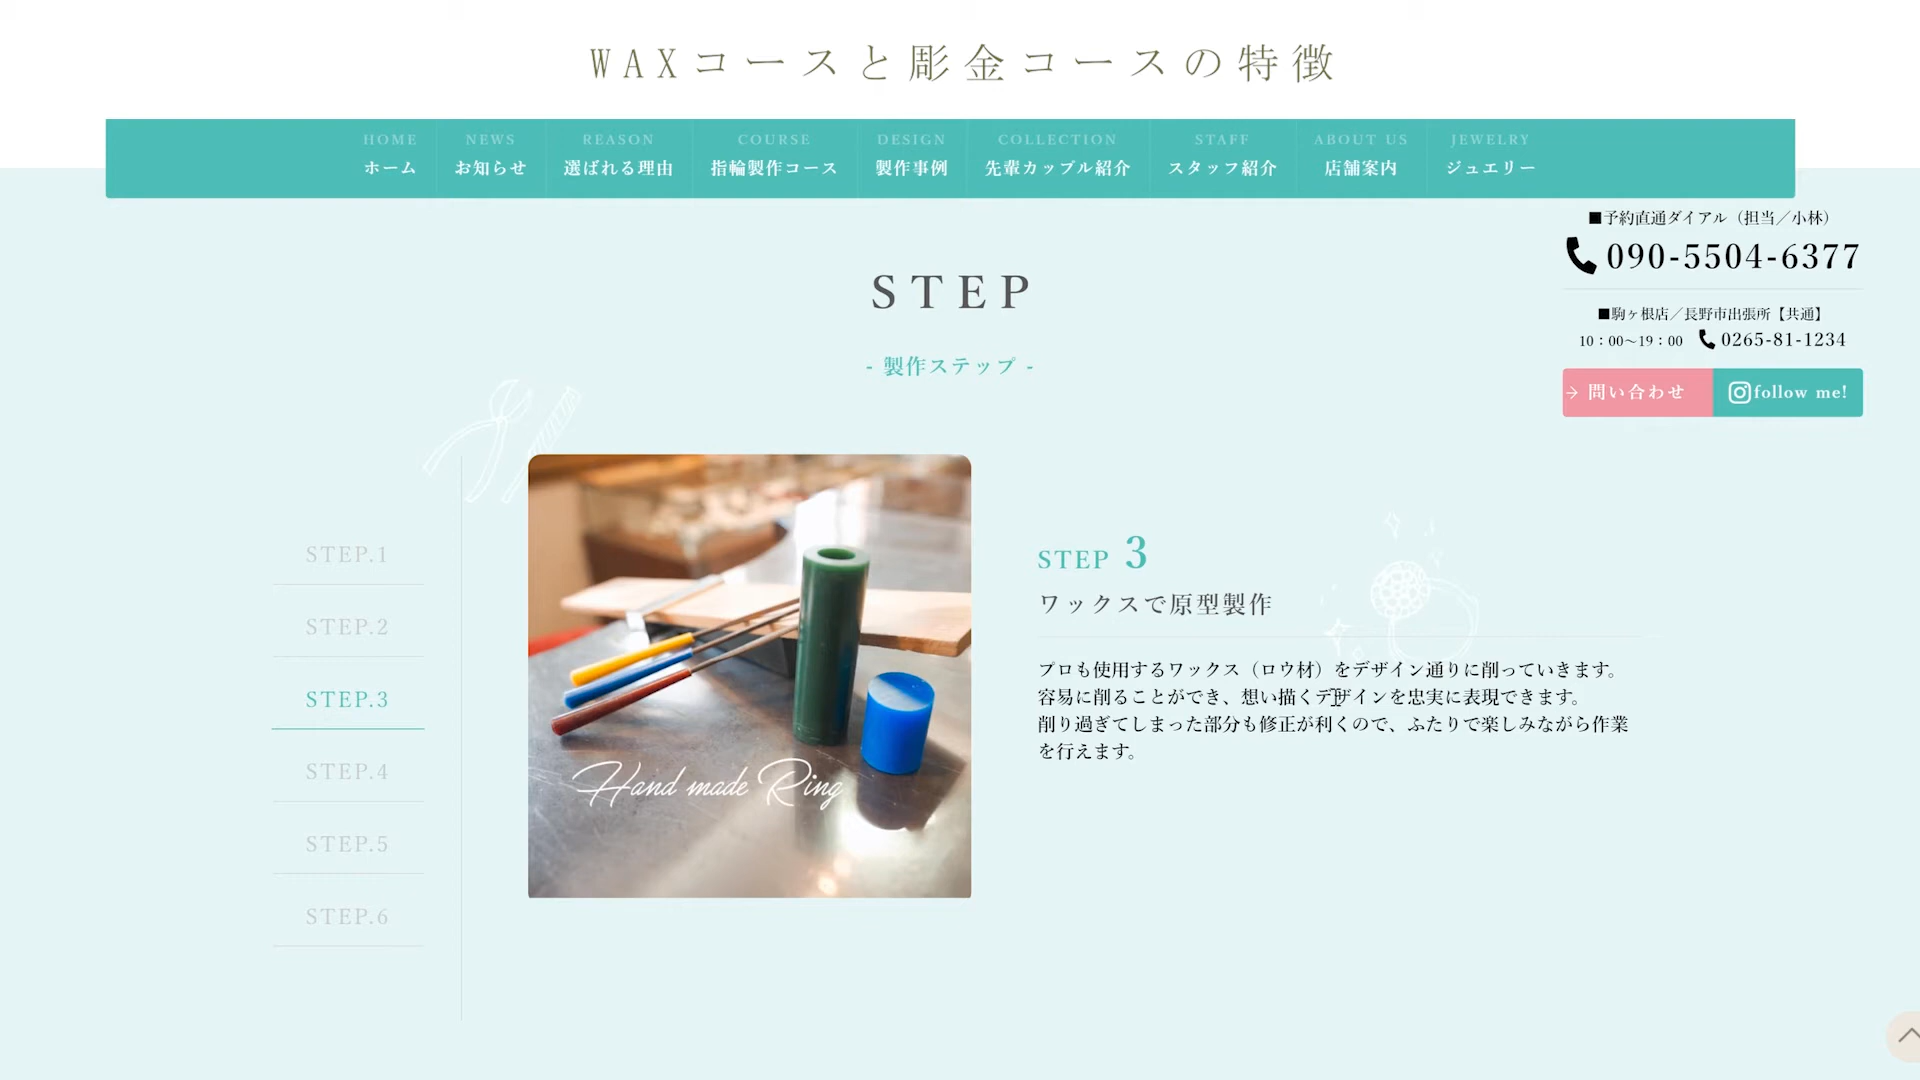 WAXコースと彫金コースの特徴
HOME
ホーム
NEWS
お知らせ
REASON
選ばれる理由
COURSE
指輪製作コース
DESIGN
製作事例
COLLECTION
先輩カップル紹介
STAFF
スタッフ紹介
ABOUT US
店舗案内
JEWELRY
ジュエリー
■予約直通ダイアル（担当／小林）
090-5504-6377
■駒ヶ根店／長野市出張所【共通】
10：00～19：00 0265-81-1234
問い合わせ
follow me!
STEP
- 製作ステップ -
STEP.1
STEP.2
STEP.3
STEP.4
STEP.5
STEP.6
Hand made Ring
STEP 3
ワックスで原型製作
プロも使用するワックス（ロウ材）をデザイン通りに削っていきます。
容易に削ることができ、想い描くデザインを忠実に表現できます。
削り過ぎてしまった部分も修正が利くので、ふたりで楽しみながら作業
を行えます。